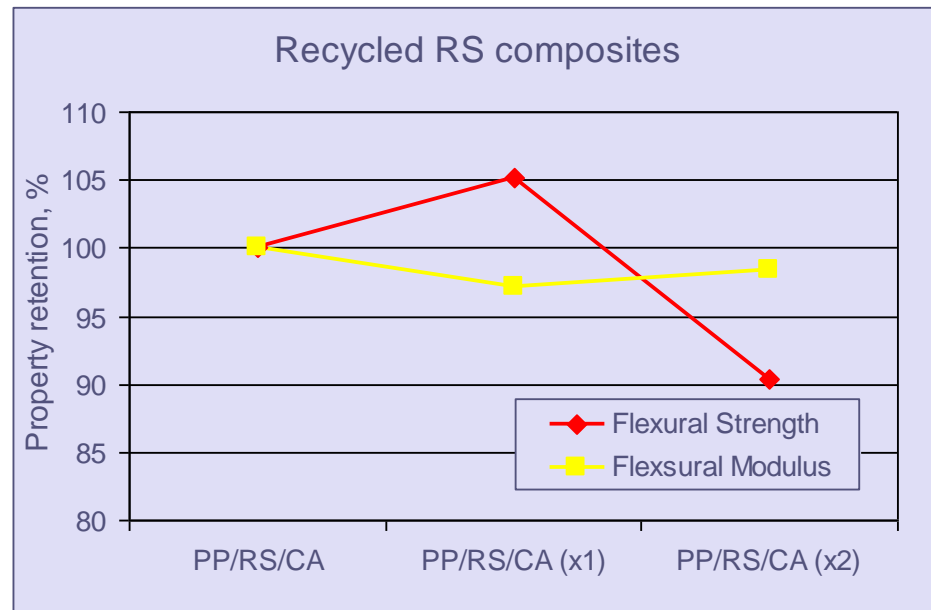 Recycled RS composites
Property retention, %
110
105
100
95
90
85
80
Flexural Strength
Flexsural Modulus
PP/RS/CA
PP/RS/CA (x1)
PP/RS/CA (x2)